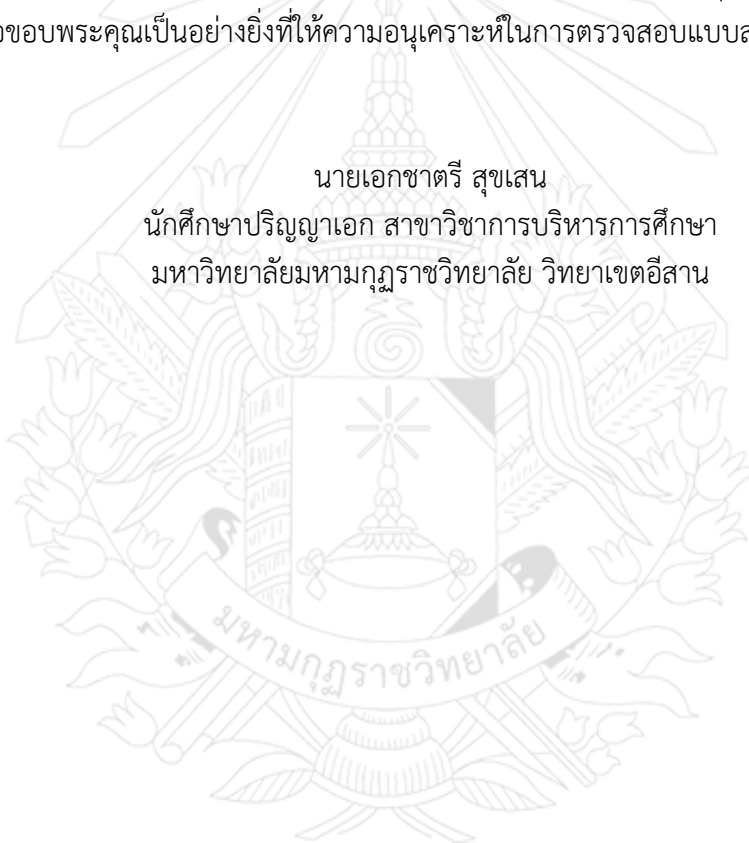 ขอบพระคุณเป็นอย่างยิ่งที่ให้ความอนุเคราะห์ในการตรวจสอบแบบ
นายเอกชาตรี สุขเสน
นักศึกษาปริญญาเอก สาขาวิชาการบริหารการศึกษา
มหาวิทยาลัยมหามกุฏราชวิทยาลัย วิทยาเขตอีสาน
มหามกุฏราชวิทยาลัย